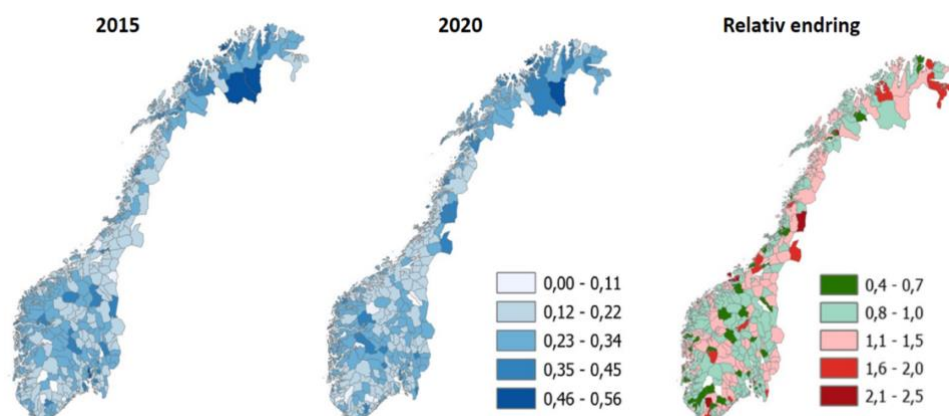 2015
2020
Relativ endring
0,00 - 0,11
0,12 - 0,22
0,23 - 0,34
0,35 - 0,45
0,46 - 0,56
0,4 - 0,7
0,8 - 1,0
1,1 - 1,5
1,6 - 2,0
2,1 - 2,5